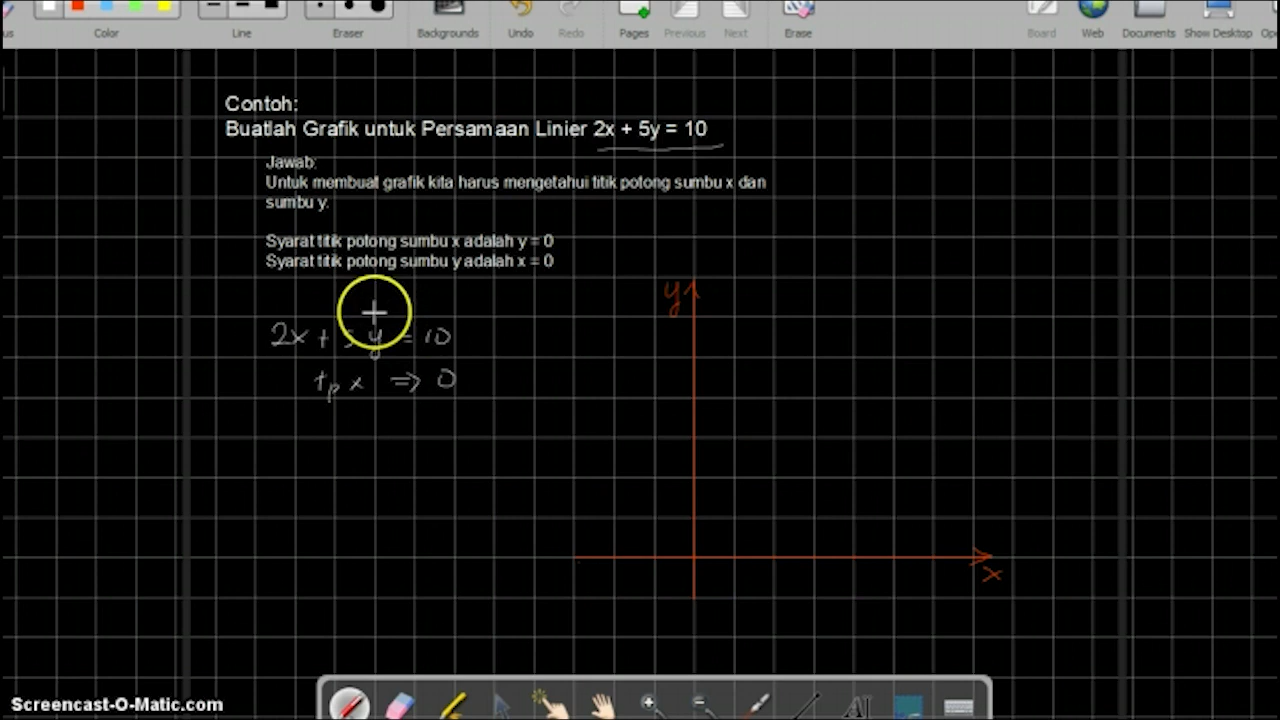 Color Line Eraser Backgrounds Undo Redo Pages Previous Next Erase Board Web Documents Show Desktop
Contoh:
Buatlah Grafik untuk Persamaan Linier 2x + 5y = 10
Jawab:
Untuk membuat grafik kita harus mengetahui titik potong sumbu x dan
sumbu y.
Syarat titik potong sumbu x adalah y = 0
Syarat titik potong sumbu y adalah x = 0
y
2x + 5y = 10
tp x => 0
x
Screencast-O-Matic.com